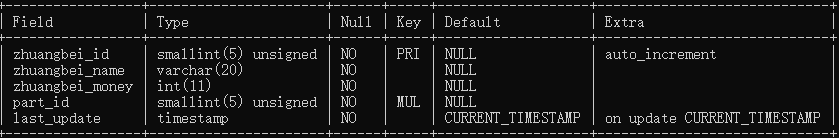 Field Type Null Key Default Extra
zhuangbei_id smallint(5) unsigned NO PRI NULL auto_increment
zhuangbei_name varchar(20) NO NULL
zhuangbei_money int(11) NO NULL
part_id smallint(5) unsigned NO MUL NULL
last_update timestamp NO CURRENT_TIMESTAMP on update CURRENT_TIMESTAMP